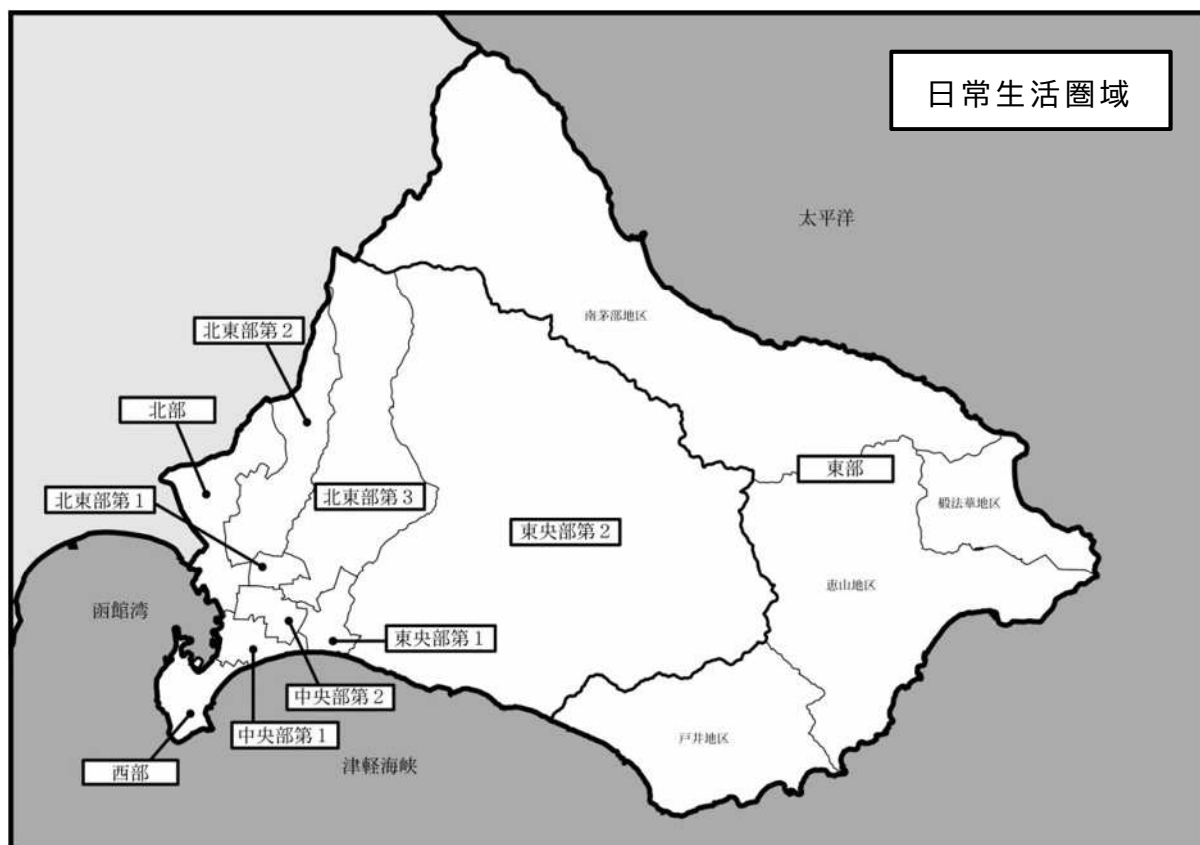 日常生活圏域
太平洋
南茅部地区
北東部第2
北部
東部
北東部第1
北東部第3
椴法華地区
東央部第2
恵山地区
函館湾
東央部第1
中央部第2
戸井地区
中央部第1
津軽海峡
西部